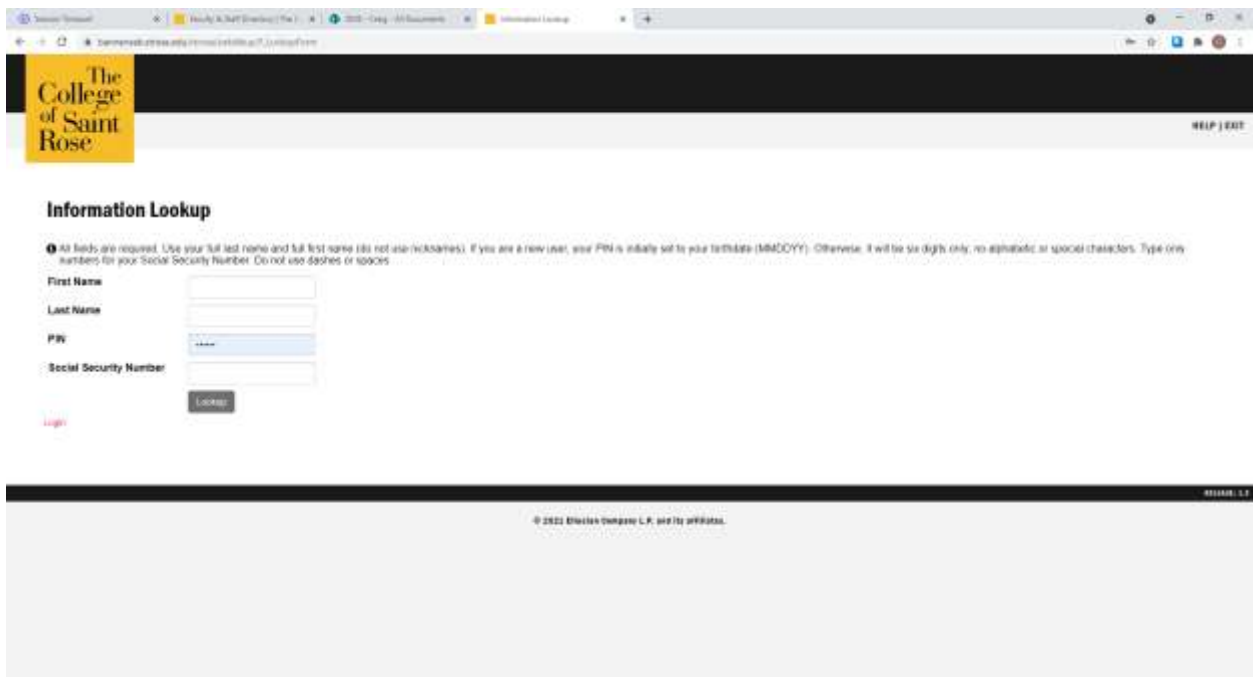 Information Lookup
The
College
of Saint
Rose
HELP | EXIT
Information Lookup
All fields are required. Use your full last name and full first name (do not use nicknames). If you are a new user, your PIN is initially set to your birthdate (MMDDYY). Otherwise, it will be six digits only; no alphabetic or special characters. Type only
numbers for your Social Security Number. Do not use dashes or spaces
First Name
Last Name
PIN
Social Security Number
Lookup
Login
© 2021 Ellucian Company L.P. and its affiliates.